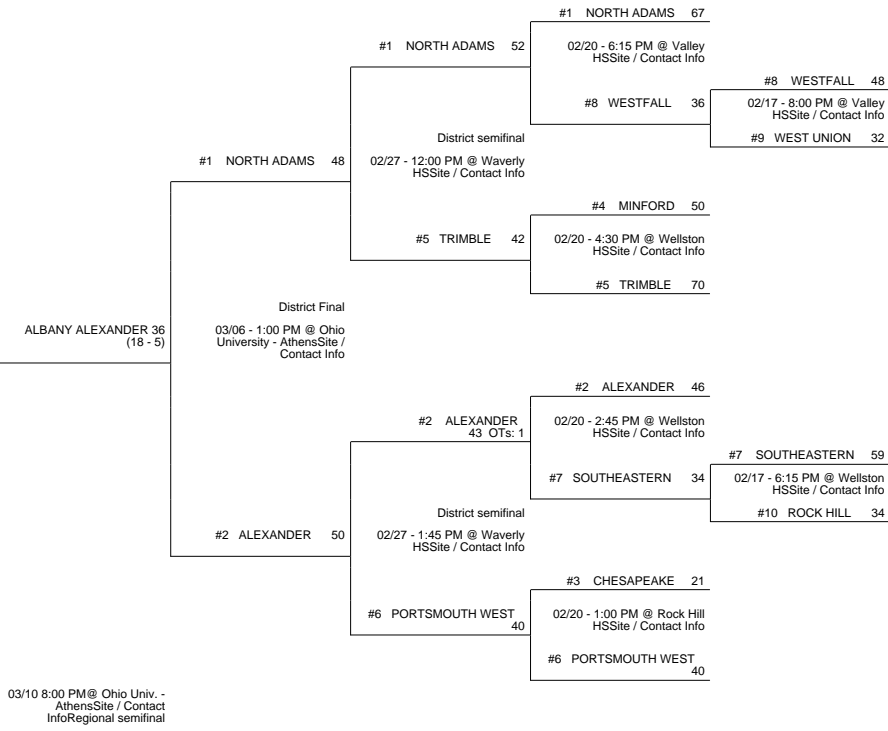 #1 NORTH ADAMS 67
#1 NORTH ADAMS 52
02/20 - 6:15 PM @ Valley
HSSite / Contact Info
#8 WESTFALL 48
#8 WESTFALL 36
02/17 - 8:00 PM @ Valley
HSSite / Contact Info
#9 WEST UNION 32
District semifinal
#1 NORTH ADAMS 48
02/27 - 12:00 PM @ Waverly
HSSite / Contact Info
#4 MINFORD 50
#5 TRIMBLE 42
02/20 - 4:30 PM @ Wellston
HSSite / Contact Info
#5 TRIMBLE 70
District Final
ALBANY ALEXANDER 36
(18 - 5)
03/06 - 1:00 PM @ Ohio
University - AthensSite /
Contact Info
#2 ALEXANDER 46
#2 ALEXANDER
43 OTs: 1
02/20 - 2:45 PM @ Wellston
HSSite / Contact Info
#7 SOUTHEASTERN 59
#7 SOUTHEASTERN 34
02/17 - 6:15 PM @ Wellston
HSSite / Contact Info
#10 ROCK HILL 34
District semifinal
#2 ALEXANDER 50
02/27 - 1:45 PM @ Waverly
HSSite / Contact Info
#3 CHESAPEAKE 21
#6 PORTSMOUTH WEST
40
02/20 - 1:00 PM @ Rock Hill
HSSite / Contact Info
#6 PORTSMOUTH WEST
40
03/10 8:00 PM@ Ohio Univ. -
AthensSite / Contact
InfoRegional semifinal